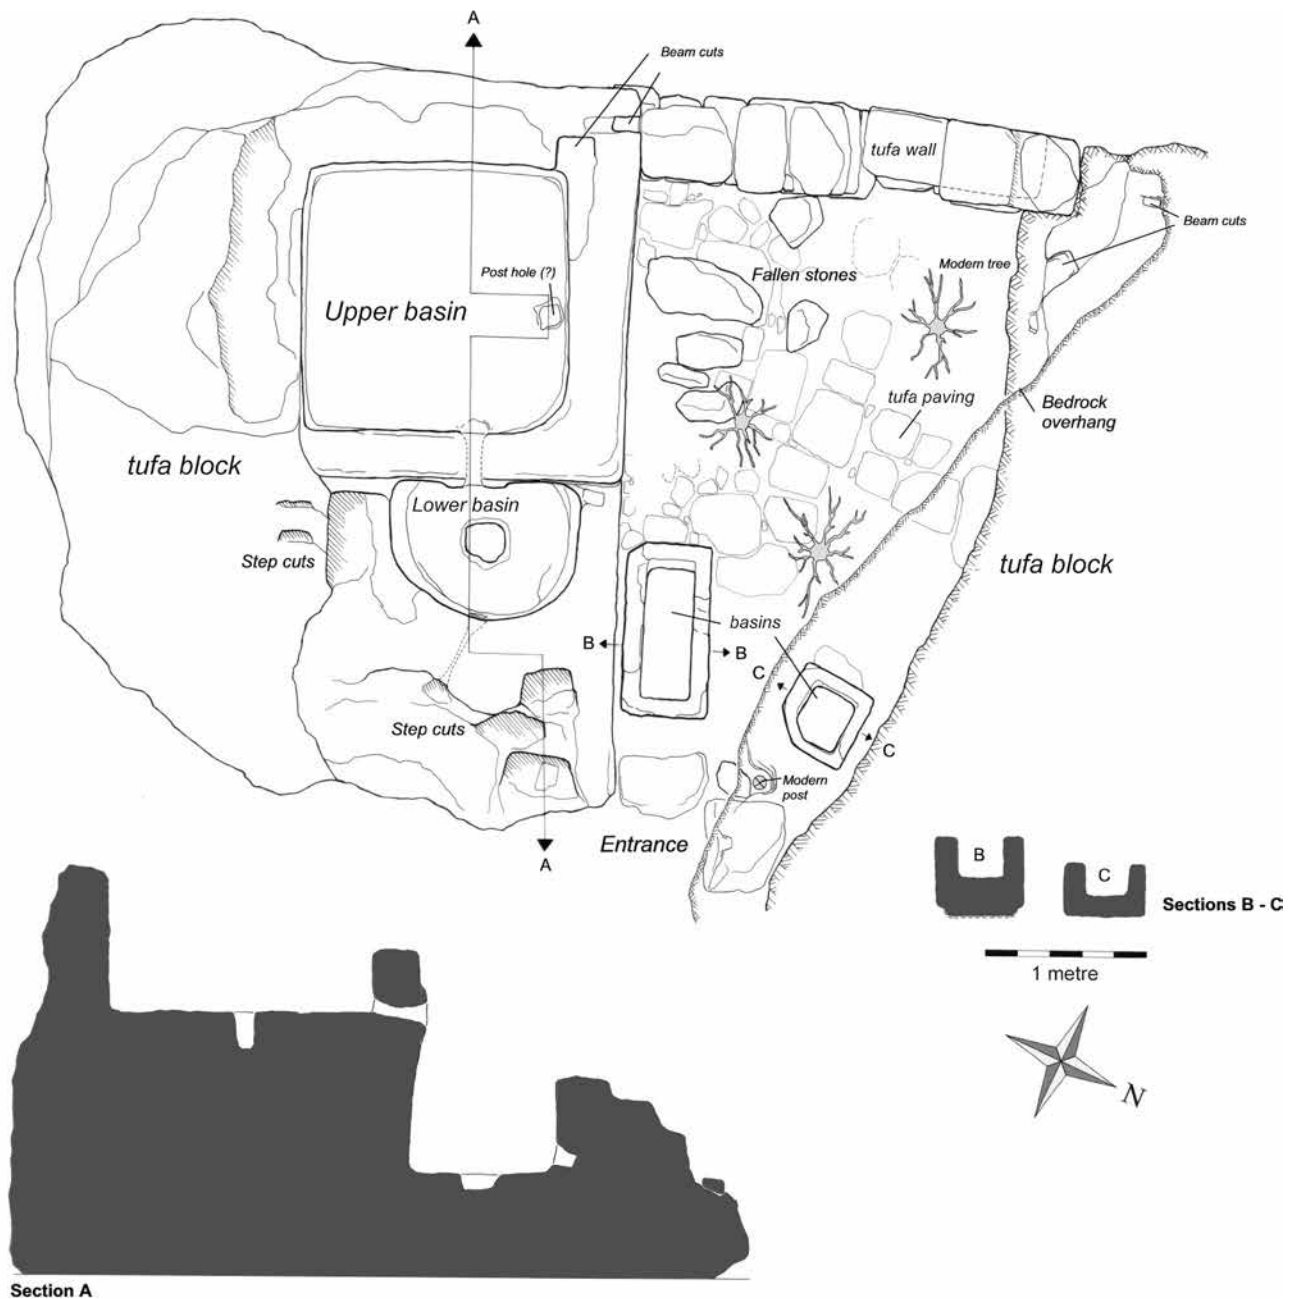 A
Beam cuts
tufa wall
Beam cuts
Post hole (?)
Fallen stones
Modern tree
Upper basin
tufa paving
Bedrock
overhang
tufa block
Lower basin
Step cuts
tufa block
basins
B
B
C
Step cuts
C
Modern
post
Entrance
A
B
C
Sections B - C
1 metre
N
Section A